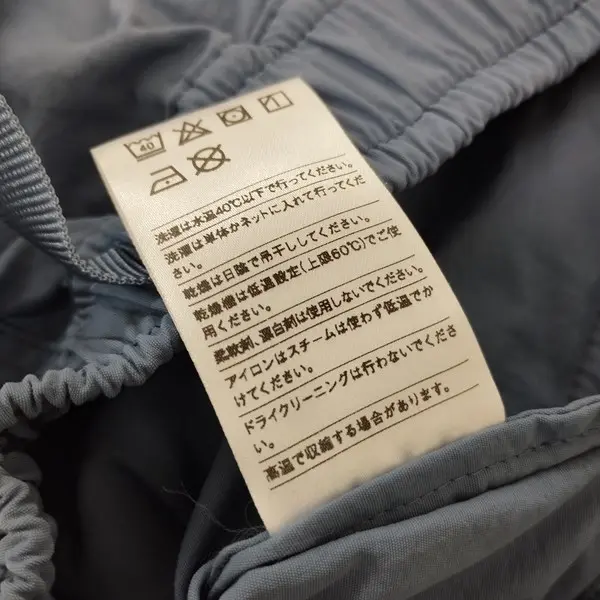 40
洗濯は水温40℃以下で行ってください。
洗濯は単体かネットに入れて行ってくだ
さい。
乾燥は日陰で吊干ししてください。
乾燥機は低温設定(上限60℃)でご使
用ください。
柔軟剤、漂白剤は使用しないでください。
アイロンはスチームは使わず低温でか
けてください。
ドライクリーニングは行わないでくださ
い。
高温で収縮する場合があります。